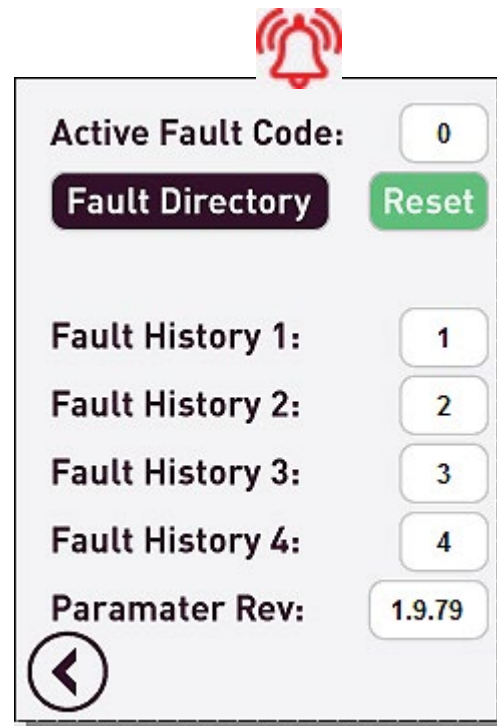 Active Fault Code: 0
Fault Directory Reset
Fault History 1: 1
Fault History 2: 2
Fault History 3: 3
Fault History 4: 4
Paramater Rev: 1.9.79